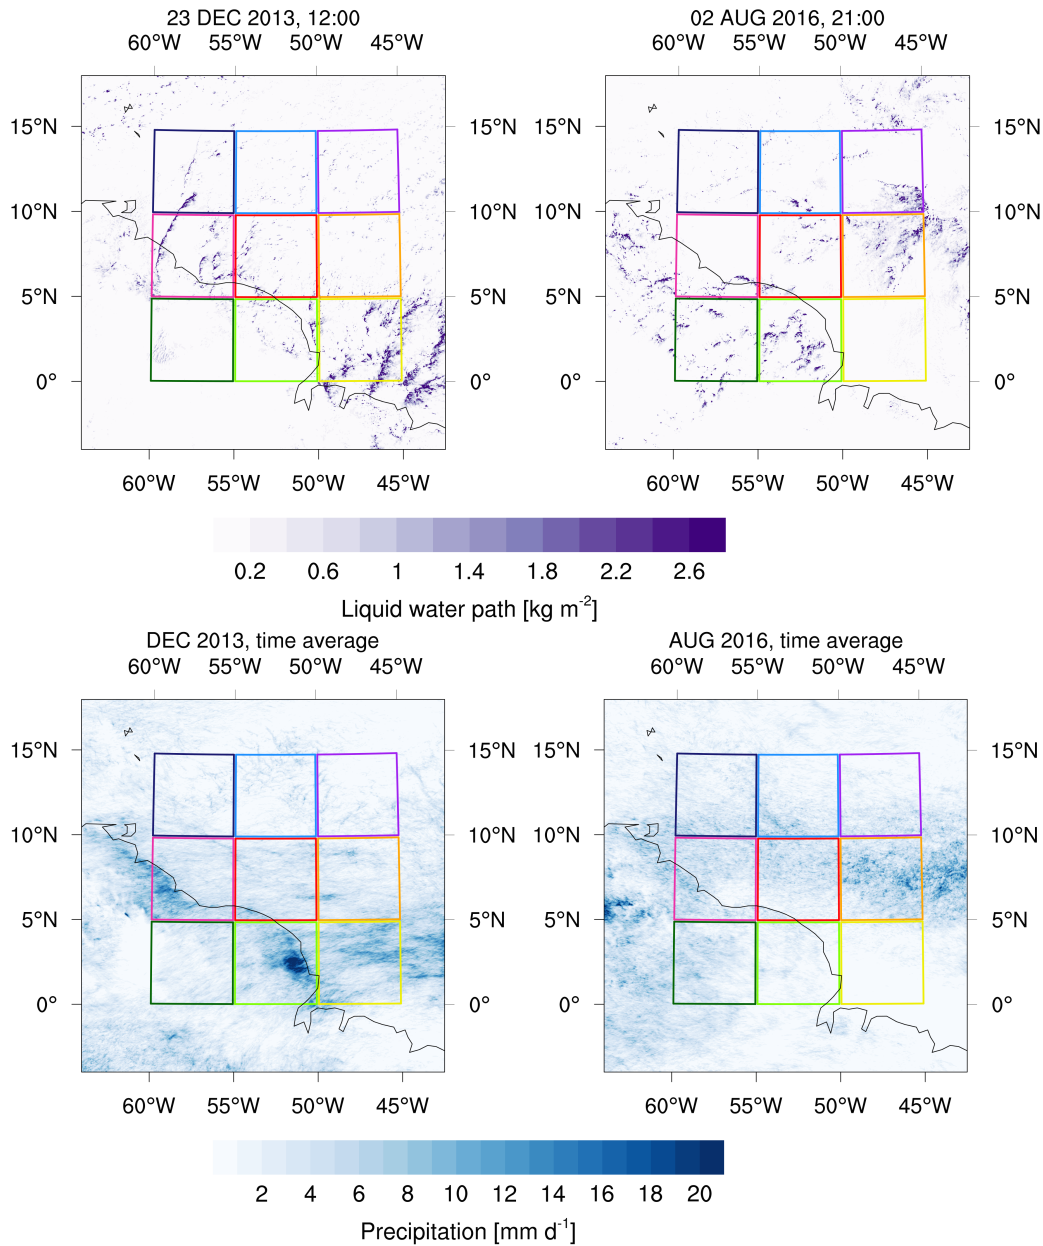 23 DEC 2013, 12:00
02 AUG 2016, 21:00
60°W 55°W 50°W 45°W
60°W 55°W 50°W 45°W
15°N 15°N 15°N 15°N
10°N 10°N 10°N 10°N
5°N 5°N 5°N 5°N
0° 0° 0° 0°
60°W 55°W 50°W 45°W
60°W 55°W 50°W 45°W
0.2 0.6 1 1.4 1.8 2.2 2.6
Liquid water path [kg m-2]
DEC 2013, time average
AUG 2016, time average
60°W 55°W 50°W 45°W
60°W 55°W 50°W 45°W
15°N 15°N 15°N 15°N
10°N 10°N 10°N 10°N
5°N 5°N 5°N 5°N
0° 0° 0° 0°
60°W 55°W 50°W 45°W
60°W 55°W 50°W 45°W
2 4 6 8 10 12 14 16 18 20
Precipitation [mm d-1]